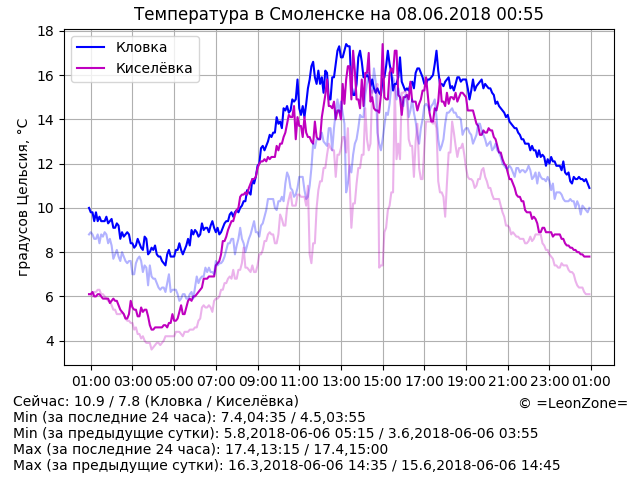 Температура в Смоленске на 08.06.2018 00:55
градусов Цельсия, °C
18
16
14
12
10
8
6
4
Кловка
Киселёвка
01:00 03:00 05:00 07:00 09:00 11:00 13:00 15:00 17:00 19:00 21:00 23:00 01:00
Сейчас: 10.9 / 7.8 (Кловка / Киселёвка)
© =LeonZone=
Min (за последние 24 часа): 7.4,04:35 / 4.5,03:55
Min (за предыдущие сутки): 5.8,2018-06-06 05:15 / 3.6,2018-06-06 03:55
Max (за последние 24 часа): 17.4,13:15 / 17.4,15:00
Max (за предыдущие сутки): 16.3,2018-06-06 14:35 / 15.6,2018-06-06 14:45